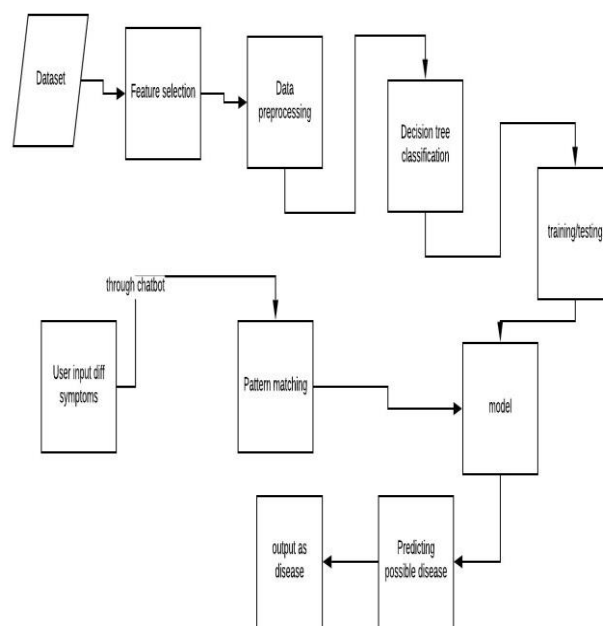 Dataset
Feature selection
Data
preprocessing
Decision tree
classification
training/testing
through chatbot
User input diff
symptoms
Pattern matching
model
output as
disease
Predicting
possible disease